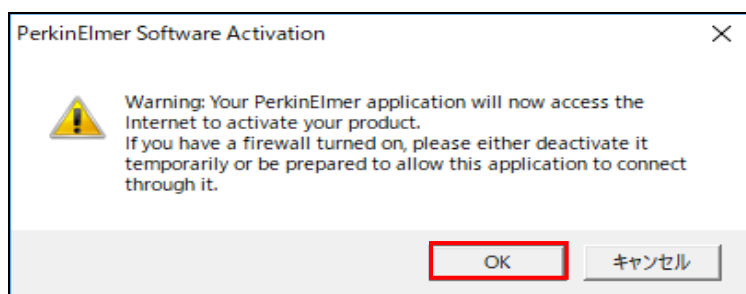 PerkinElmer Software Activation
Warning: Your PerkinElmer application will now access the
Internet to activate your product.
If you have a firewall turned on, please either deactivate it
temporarily or be prepared to allow this application to connect
through it.
OK キャンセル